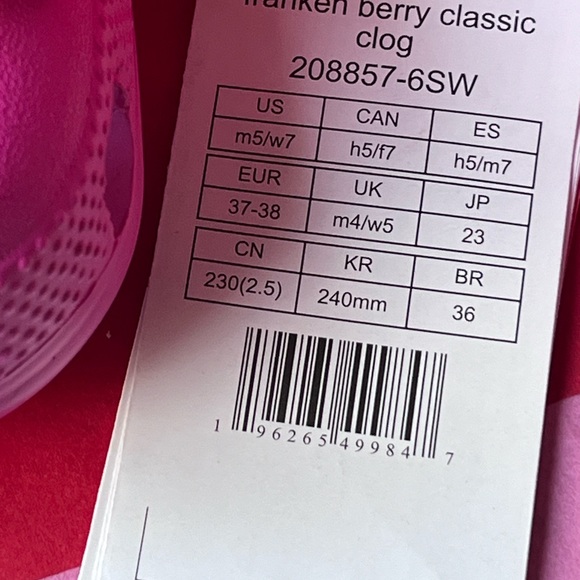 franken berry classic
clog
208857-6SW
US CAN ES
m5/w7 h5/f7 h5/m7
EUR UK JP
37-38 m4/w5 23
CN KR BR
230(2.5) 240mm 36
1 96265 49984 7